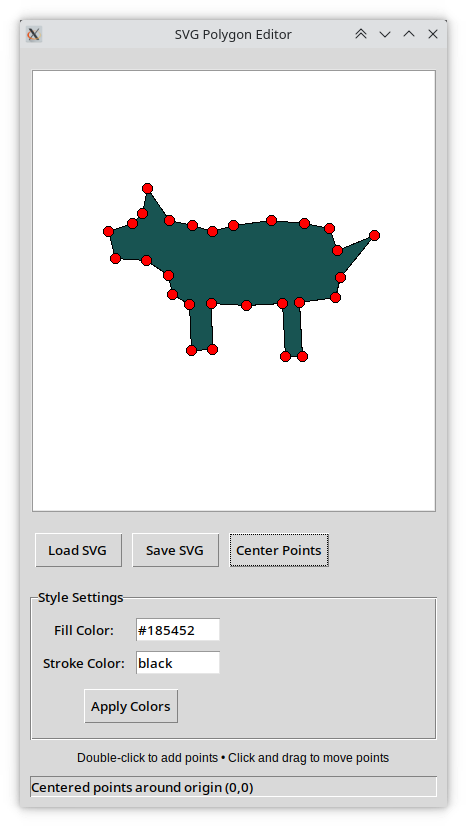 SVG Polygon Editor
Load SVG
Save SVG
Center Points
Style Settings
Fill Color:
#185452
Stroke Color:
black
Apply Colors
Double-click to add points • Click and drag to move points
Centered points around origin (0,0)